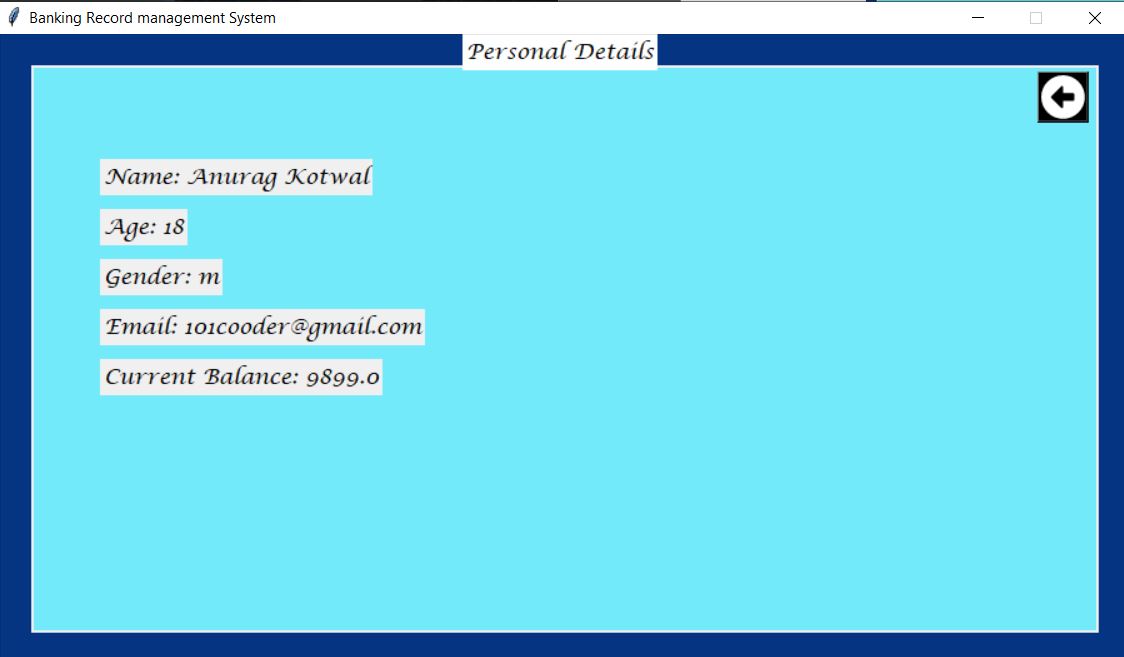 Banking Record management System
Personal Details
Name: Anurag Kotwal
Age: 18
Gender: m
Email: 101cooder@gmail.com
Current Balance: 9899.0